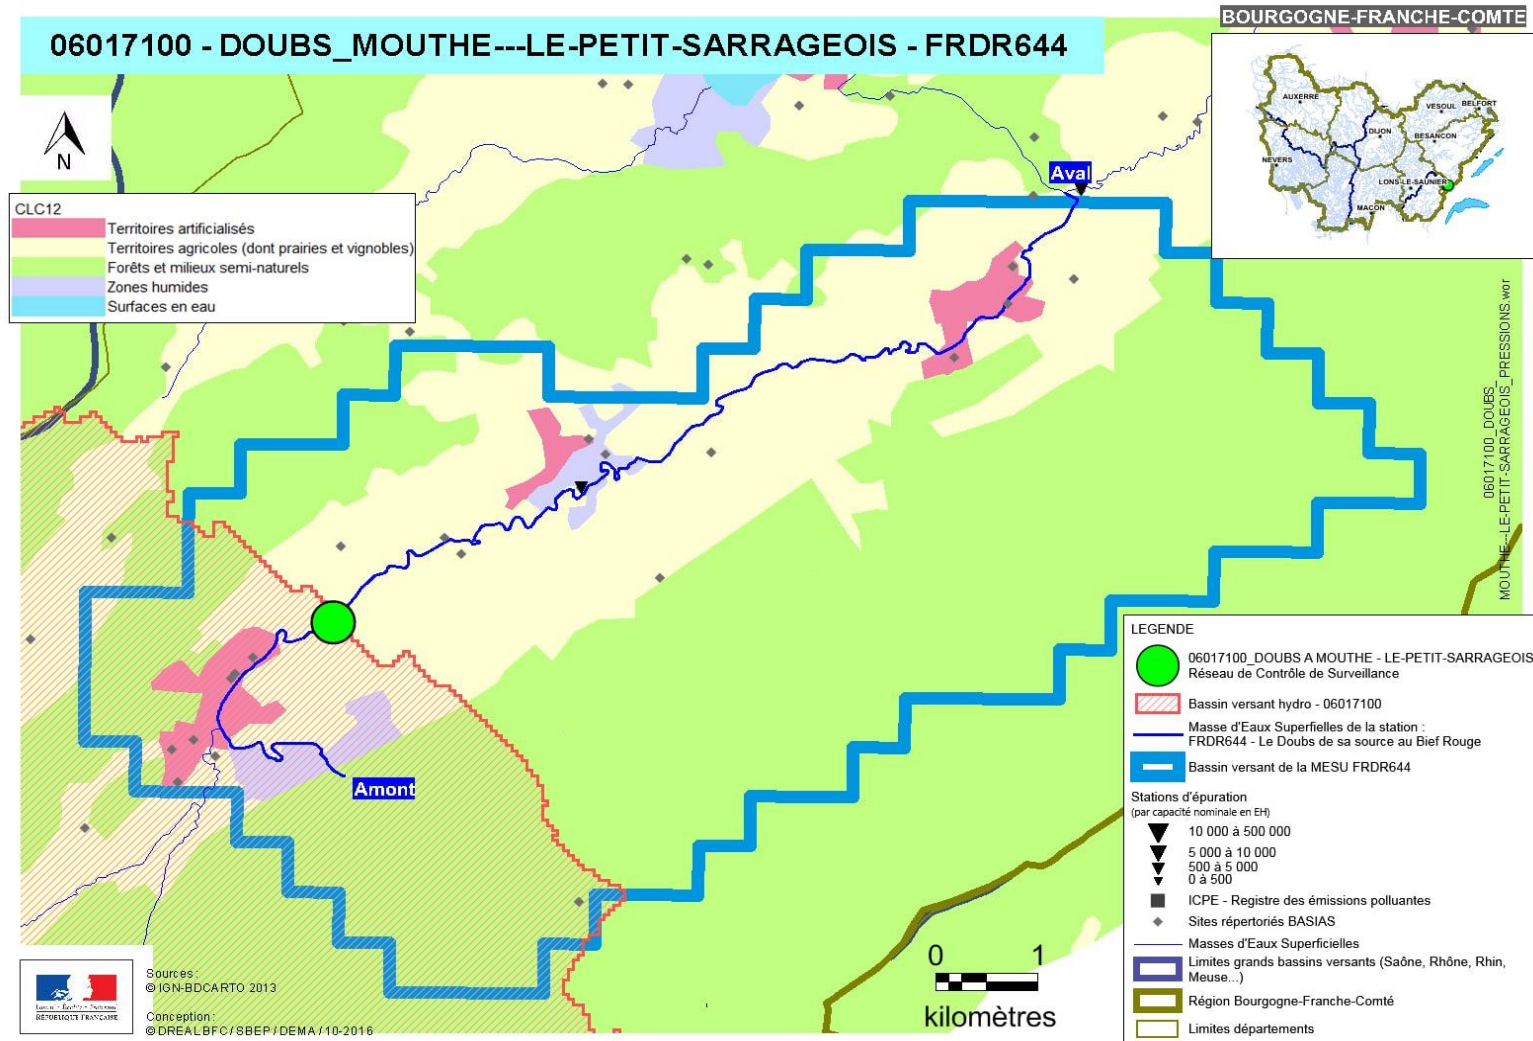 BOURGOGNE-FRANCHE-COMTE
06017100 - DOUBS_MOUTHE---LE-PETIT-SARRAGEOIS - FRDR644
N
CLC12
Territoires artificialisés
Territoires agricoles (dont prairies et vignobles)
Forêts et milieux semi-naturels
Zones humides
Surfaces en eau
AUXERRE
VESOUL
BELFORT
DIJON
BESANCON
NEVERS
LONS-LE-SAUNIER
MACON
Aval
Amont
06017100_DOUBS_
MOUTHE---LE-PETIT-SARRAGEOIS_PRESSIONS.wor
LEGENDE
06017100_DOUBS A MOUTHE - LE-PETIT-SARRAGEOIS
Réseau de Contrôle de Surveillance
Bassin versant hydro - 06017100
Masse d'Eaux Superfielles de la station :
FRDR644 - Le Doubs de sa source au Bief Rouge
Bassin versant de la MESU FRDR644
Stations d'épuration
(par capacité nominale en EH)
10 000 à 500 000
5 000 à 10 000
500 à 5 000
0 à 500
ICPE - Registre des émissions polluantes
Sites répertoriés BASIAS
Masses d'Eaux Superficielles
Limites grands bassins versants (Saône, Rhône, Rhin,
Meuse...)
Région Bourgogne-Franche-Comté
Limites départements
0 1
kilomètres
Liberté • Égalité • Fraternité
RÉPUBLIQUE FRANÇAISE
Sources :
© IGN-BDCARTO 2013
Conception :
© DREAL BFC / SBEP / DEMA / 10-2016